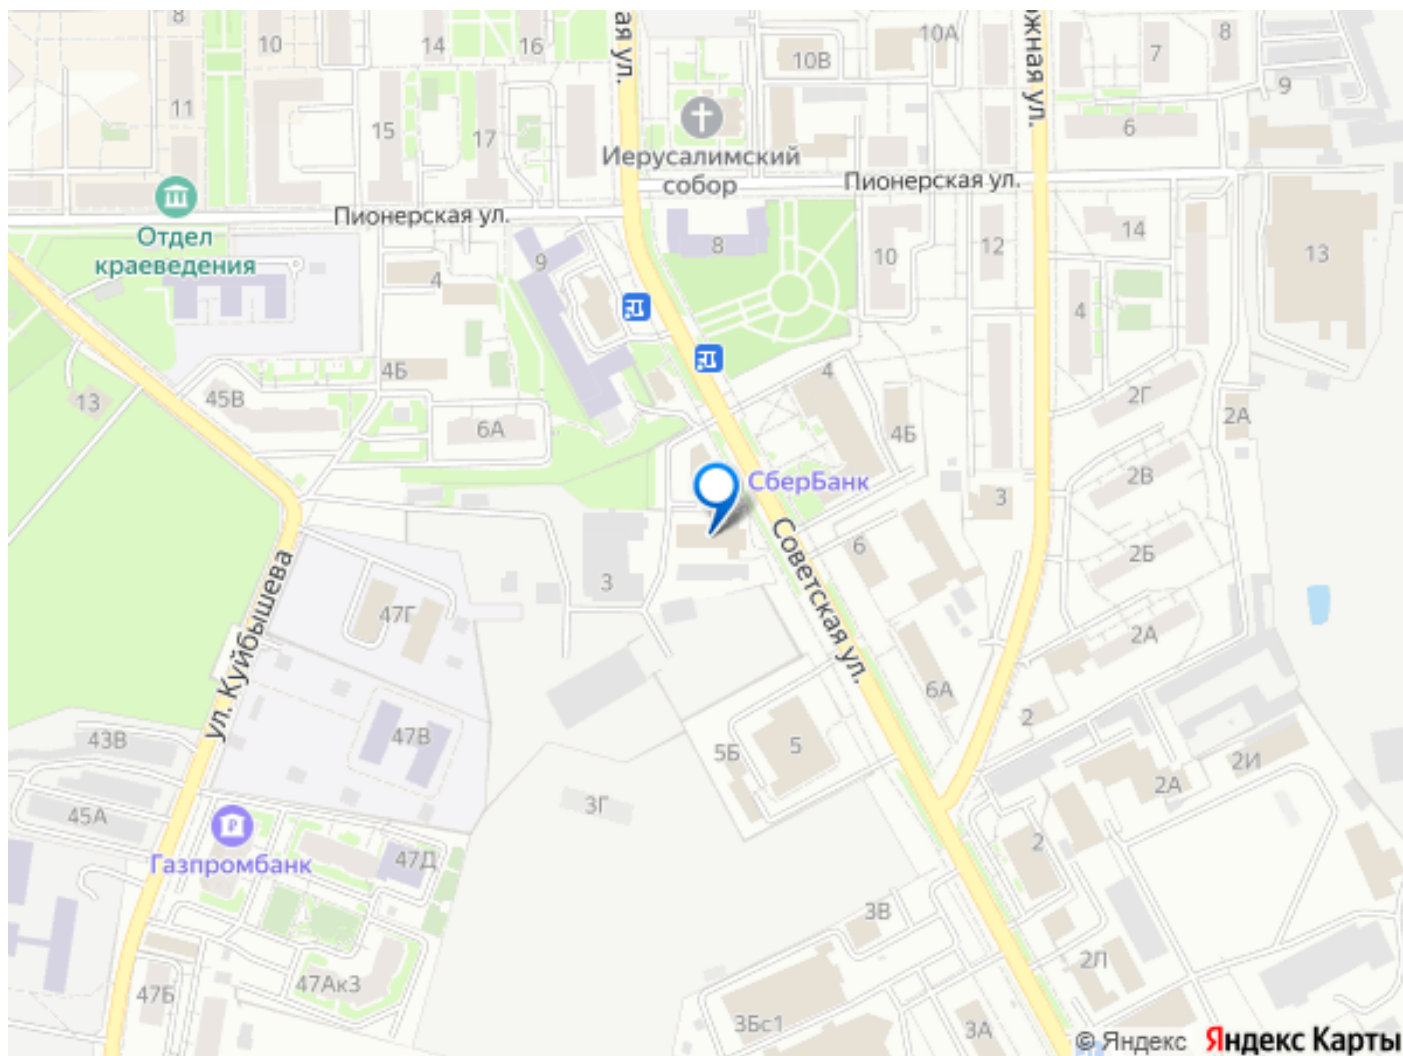 8
10
14
16
ая ул.
10В
10А
ожная ул.
7
8
9
11
15
17
6
Иерусалимский
собор
Пионерская ул.
Пионерская ул.
Отдел
краеведения
4
9
8
10
12
14
13
4
4Б
45В
13
6А
4
4Б
2Г
2А
СберБанк
2В
3
3
Советская ул.
6
2Б
ул. Куйбышева
47Г
2А
6А
2
43В
47В
5Б
5
2И
2А
45А
3Г
Газпромбанк
47Д
2
3В
47АкЗ
47Б
2Л
3Бс1
3А
© Яндекс Яндекс Карты